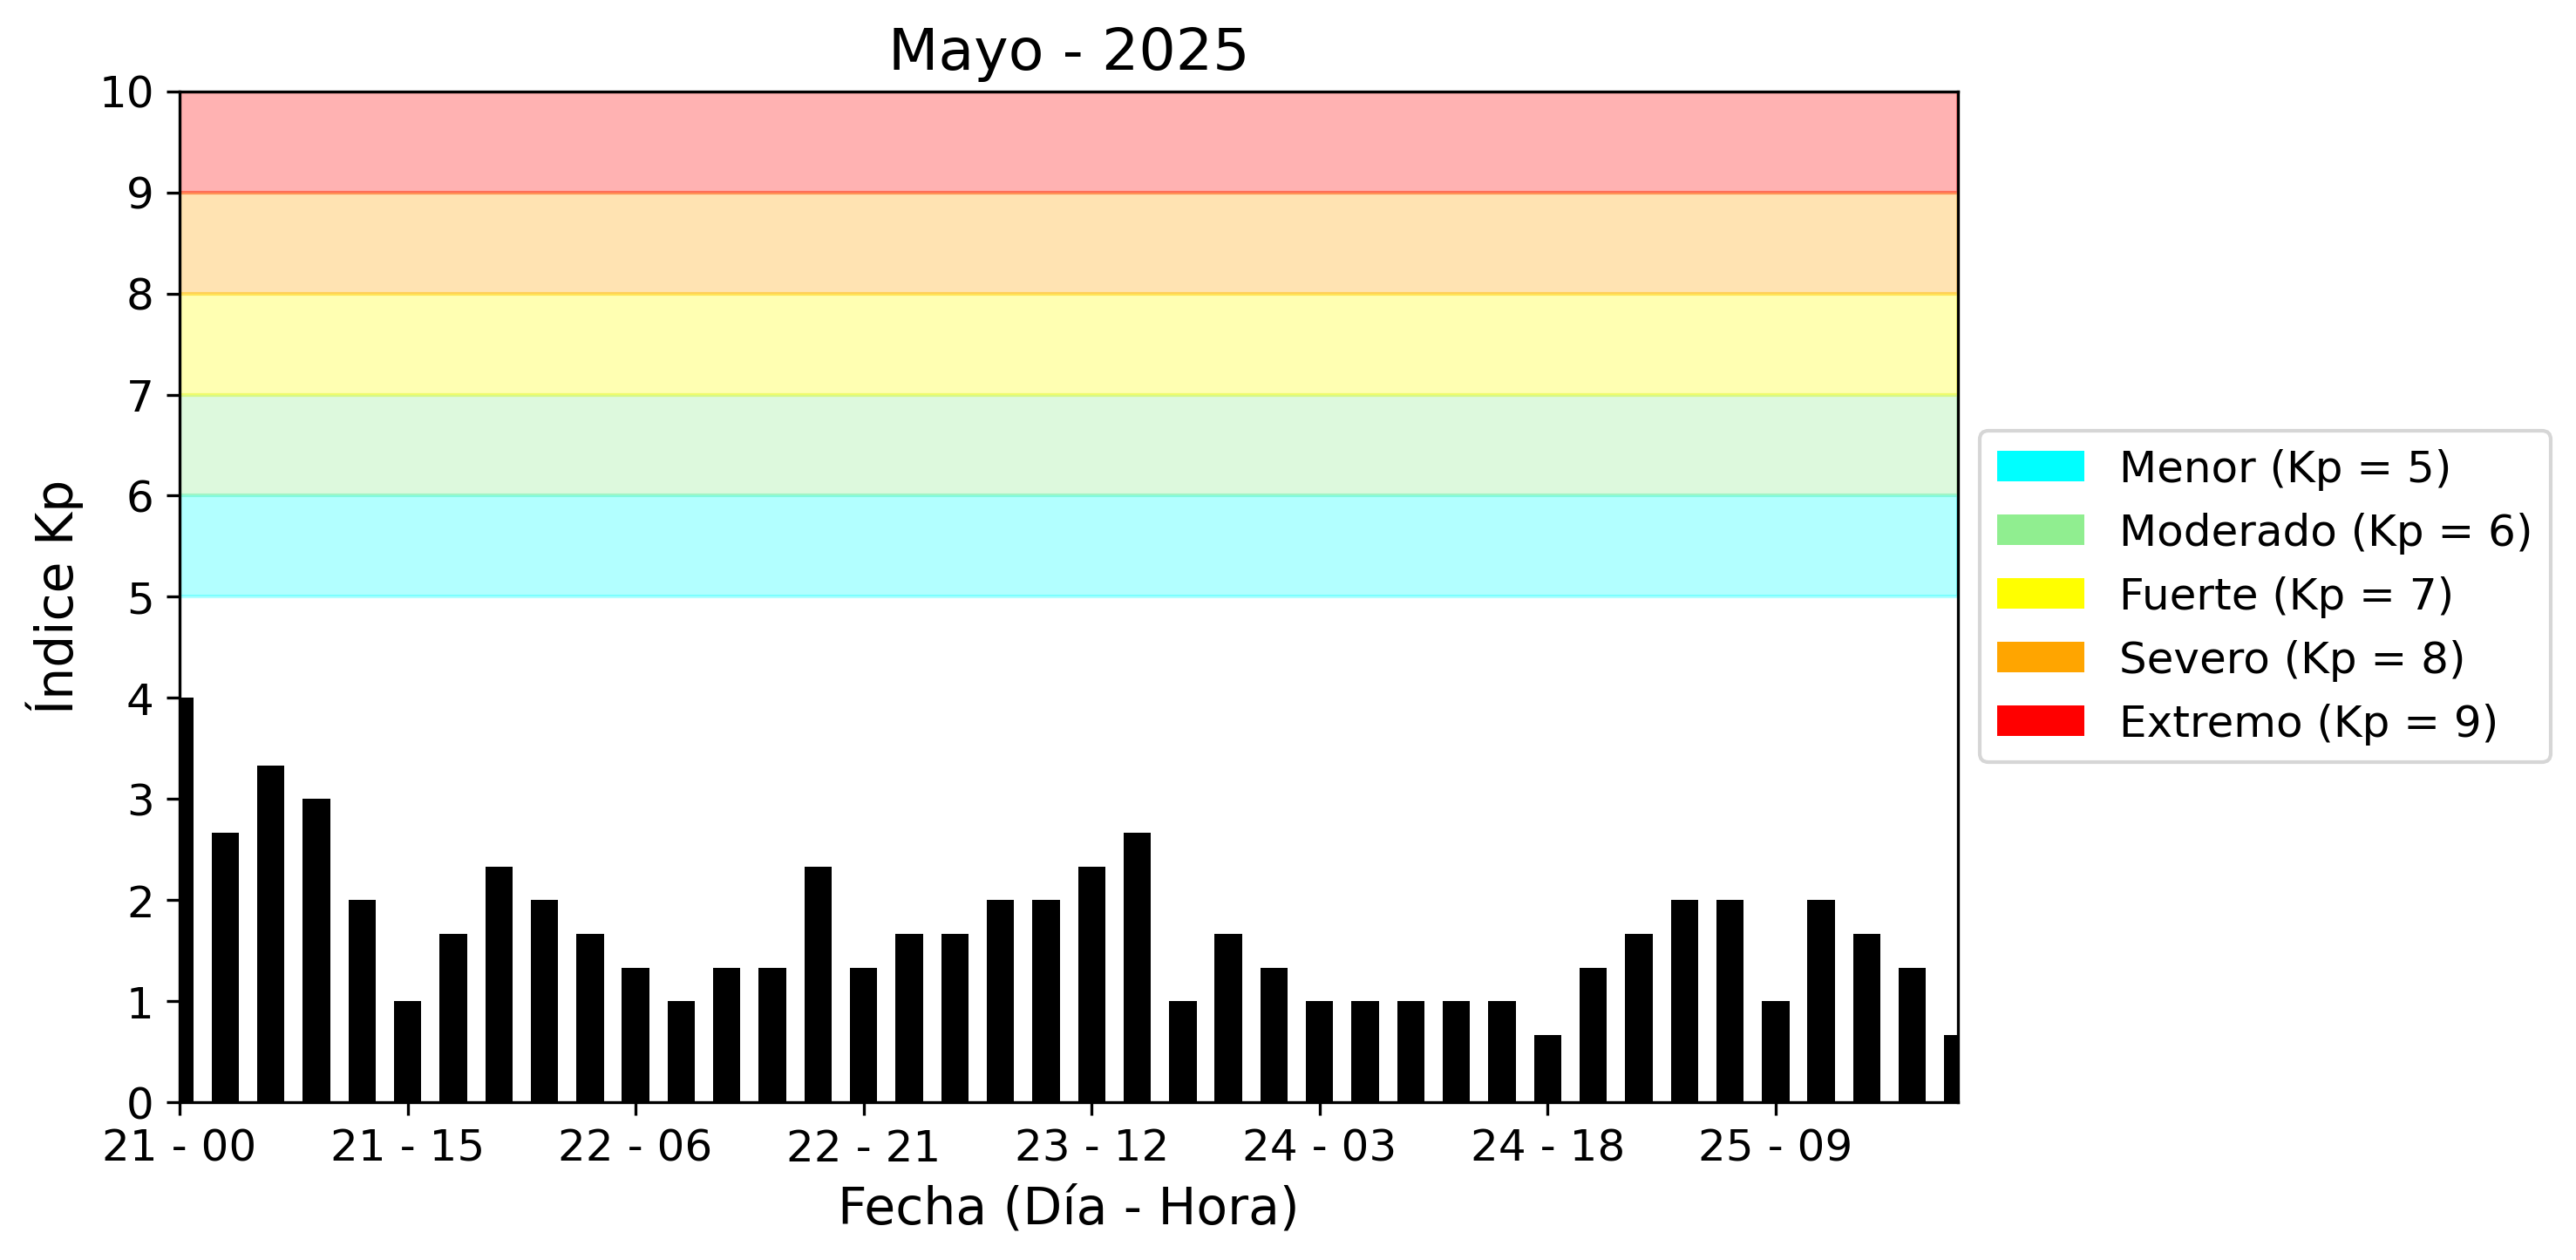 Mayo - 2025
10
9
8
7
6
5
4
3
2
1
0
Índice Kp
21 - 00
21 - 15
22 - 06
22 - 21
23 - 12
24 - 03
24 - 18
25 - 09
Fecha (Día - Hora)
Menor (Kp = 5)
Moderado (Kp = 6)
Fuerte (Kp = 7)
Severo (Kp = 8)
Extremo (Kp = 9)